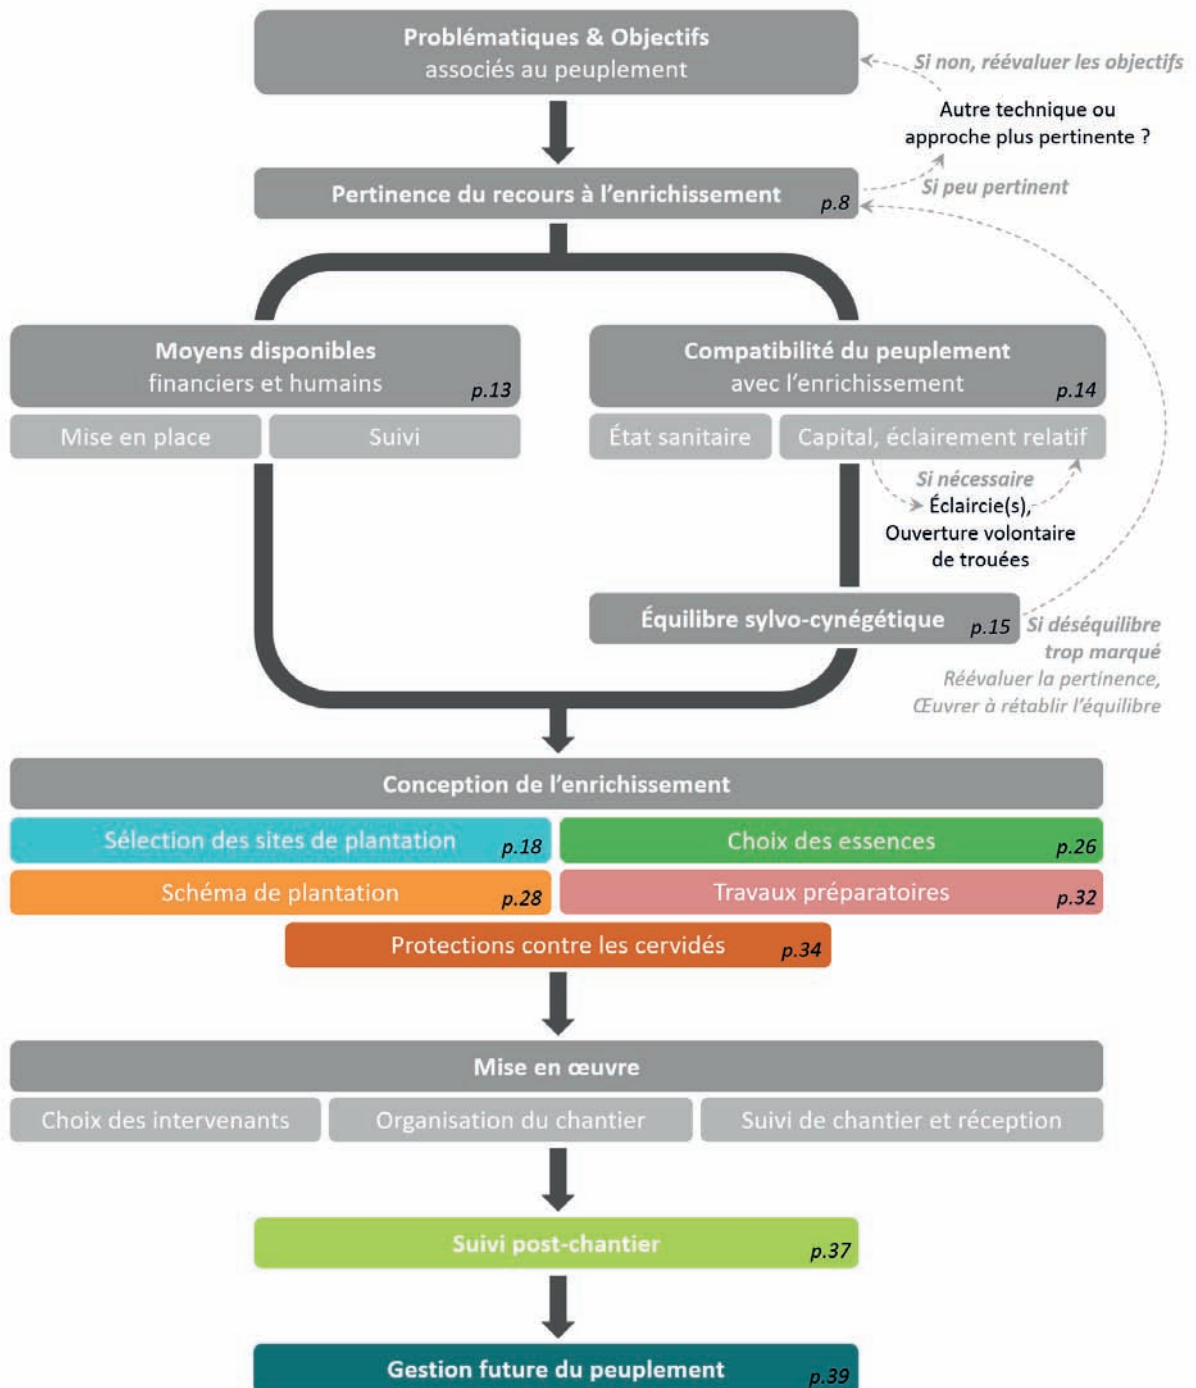 Problématiques & Objectifs
associés au peuplement
Si non, réévaluer les objectifs
Autre technique ou
approche plus pertinente ?
Si peu pertinent
Pertinence du recours à l'enrichissement p.8
Moyens disponibles
financiers et humains p.13
Mise en place
Suivi
Compatibilité du peuplement
avec l'enrichissement p.14
État sanitaire
Capital, éclairement relatif
Si nécessaire
Éclaircie(s),
Ouverture volontaire
de trouées
Équilibre sylvo-cynégétique p.15
Si déséquilibre
trop marqué
Réévaluer la pertinence,
Œuvrer à rétablir l'équilibre
Conception de l'enrichissement
Sélection des sites de plantation p.18
Choix des essences p.26
Schéma de plantation p.28
Travaux préparatoires p.32
Protections contre les cervidés p.34
Mise en œuvre
Choix des intervenants
Organisation du chantier
Suivi de chantier et réception
Suivi post-chantier p.37
Gestion future du peuplement p.39